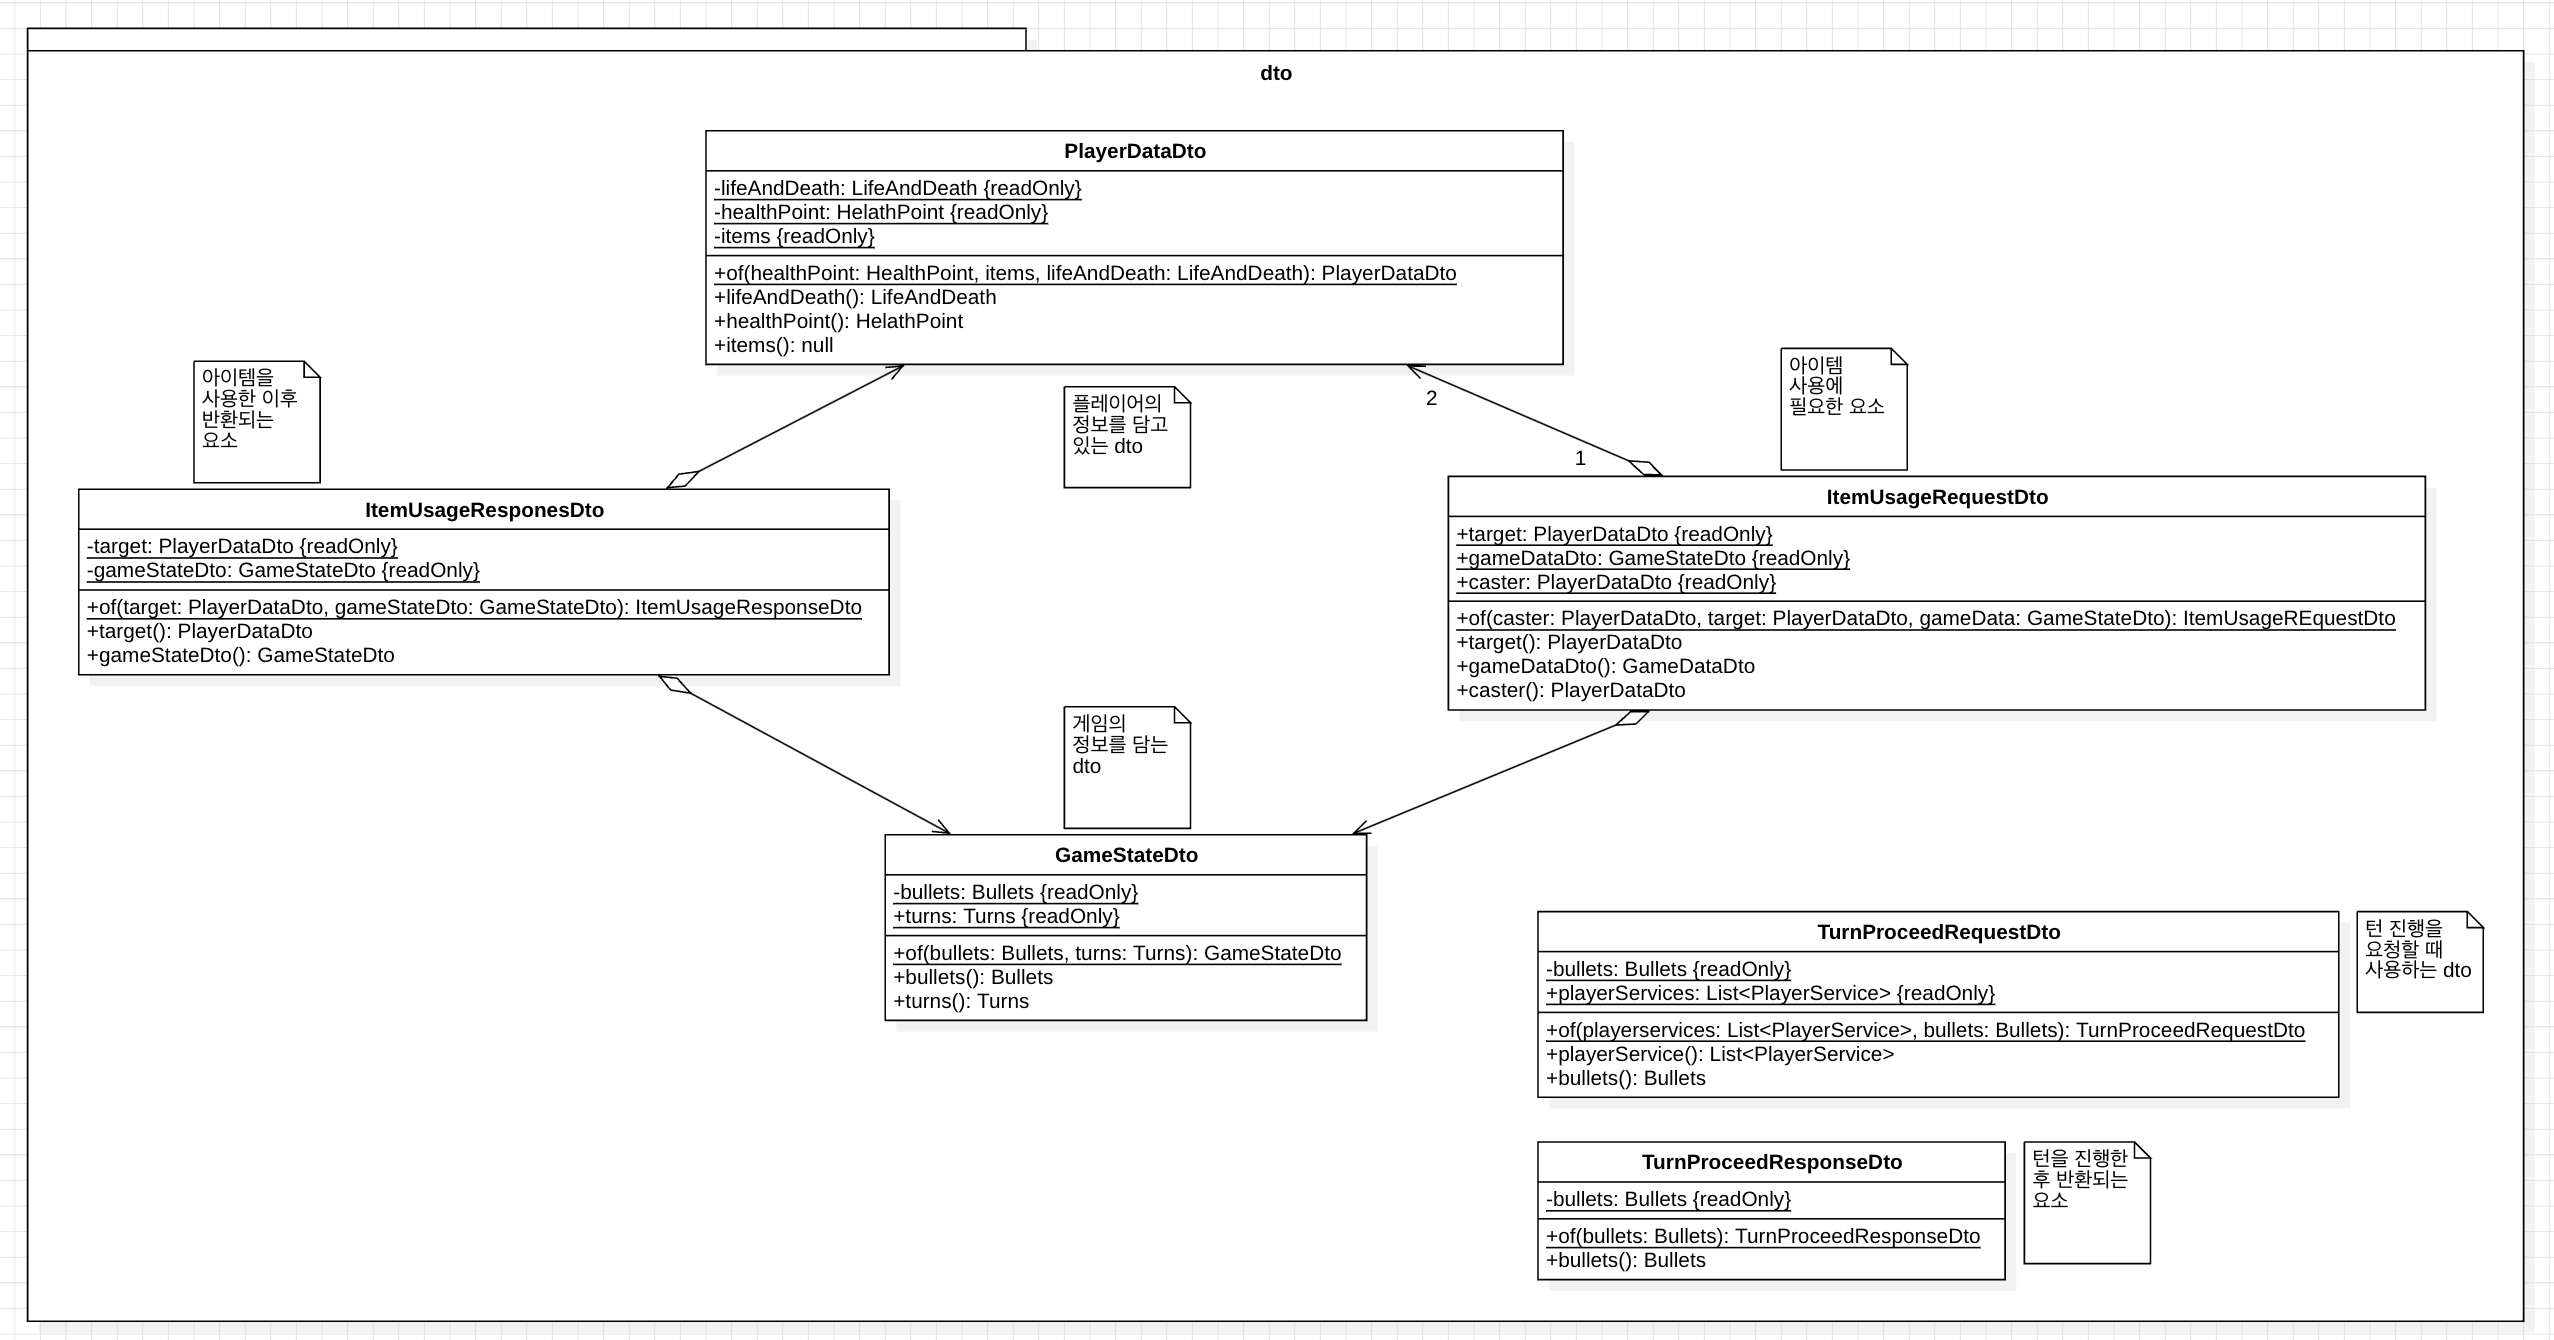 dto
PlayerDataDto
-lifeAndDeath: LifeAndDeath {readOnly}
-healthPoint: HelathPoint {readOnly}
-items {readOnly}
+of(healthPoint: HealthPoint, items, lifeAndDeath: LifeAndDeath): PlayerDataDto
+lifeAndDeath(): LifeAndDeath
+healthPoint(): HelathPoint
+items(): null
아이템을
사용한 이후
반환되는
요소
플레이어의
정보를 담고
있는 dto
2
1
아이템
사용에
필요한 요소
ItemUsageResponesDto
-target: PlayerDataDto {readOnly}
-gameStateDto: GameStateDto {readOnly}
+of(target: PlayerDataDto, gameStateDto: GameStateDto): ItemUsageResponseDto
+target(): PlayerDataDto
+gameStateDto(): GameStateDto
ItemUsageRequestDto
+target: PlayerDataDto {readOnly}
+gameDataDto: GameStateDto {readOnly}
+caster: PlayerDataDto {readOnly}
+of(caster: PlayerDataDto, target: PlayerDataDto, gameData: GameStateDto): ItemUsageREquestDto
+target(): PlayerDataDto
+gameDataDto(): GameDataDto
+caster(): PlayerDataDto
게임의
정보를 담는
dto
GameStateDto
-bullets: Bullets {readOnly}
+turns: Turns {readOnly}
+of(bullets: Bullets, turns: Turns): GameStateDto
+bullets(): Bullets
+turns(): Turns
TurnProceedRequestDto
-bullets: Bullets {readOnly}
+playerServices: List<PlayerService> {readOnly}
+of(playerservices: List<PlayerService>, bullets: Bullets): TurnProceedRequestDto
+playerService(): List<PlayerService>
+bullets(): Bullets
턴 진행을
요청할 때
사용하는 dto
TurnProceedResponseDto
-bullets: Bullets {readOnly}
+of(bullets: Bullets): TurnProceedResponseDto
+bullets(): Bullets
턴을 진행한
후 반환되는
요소